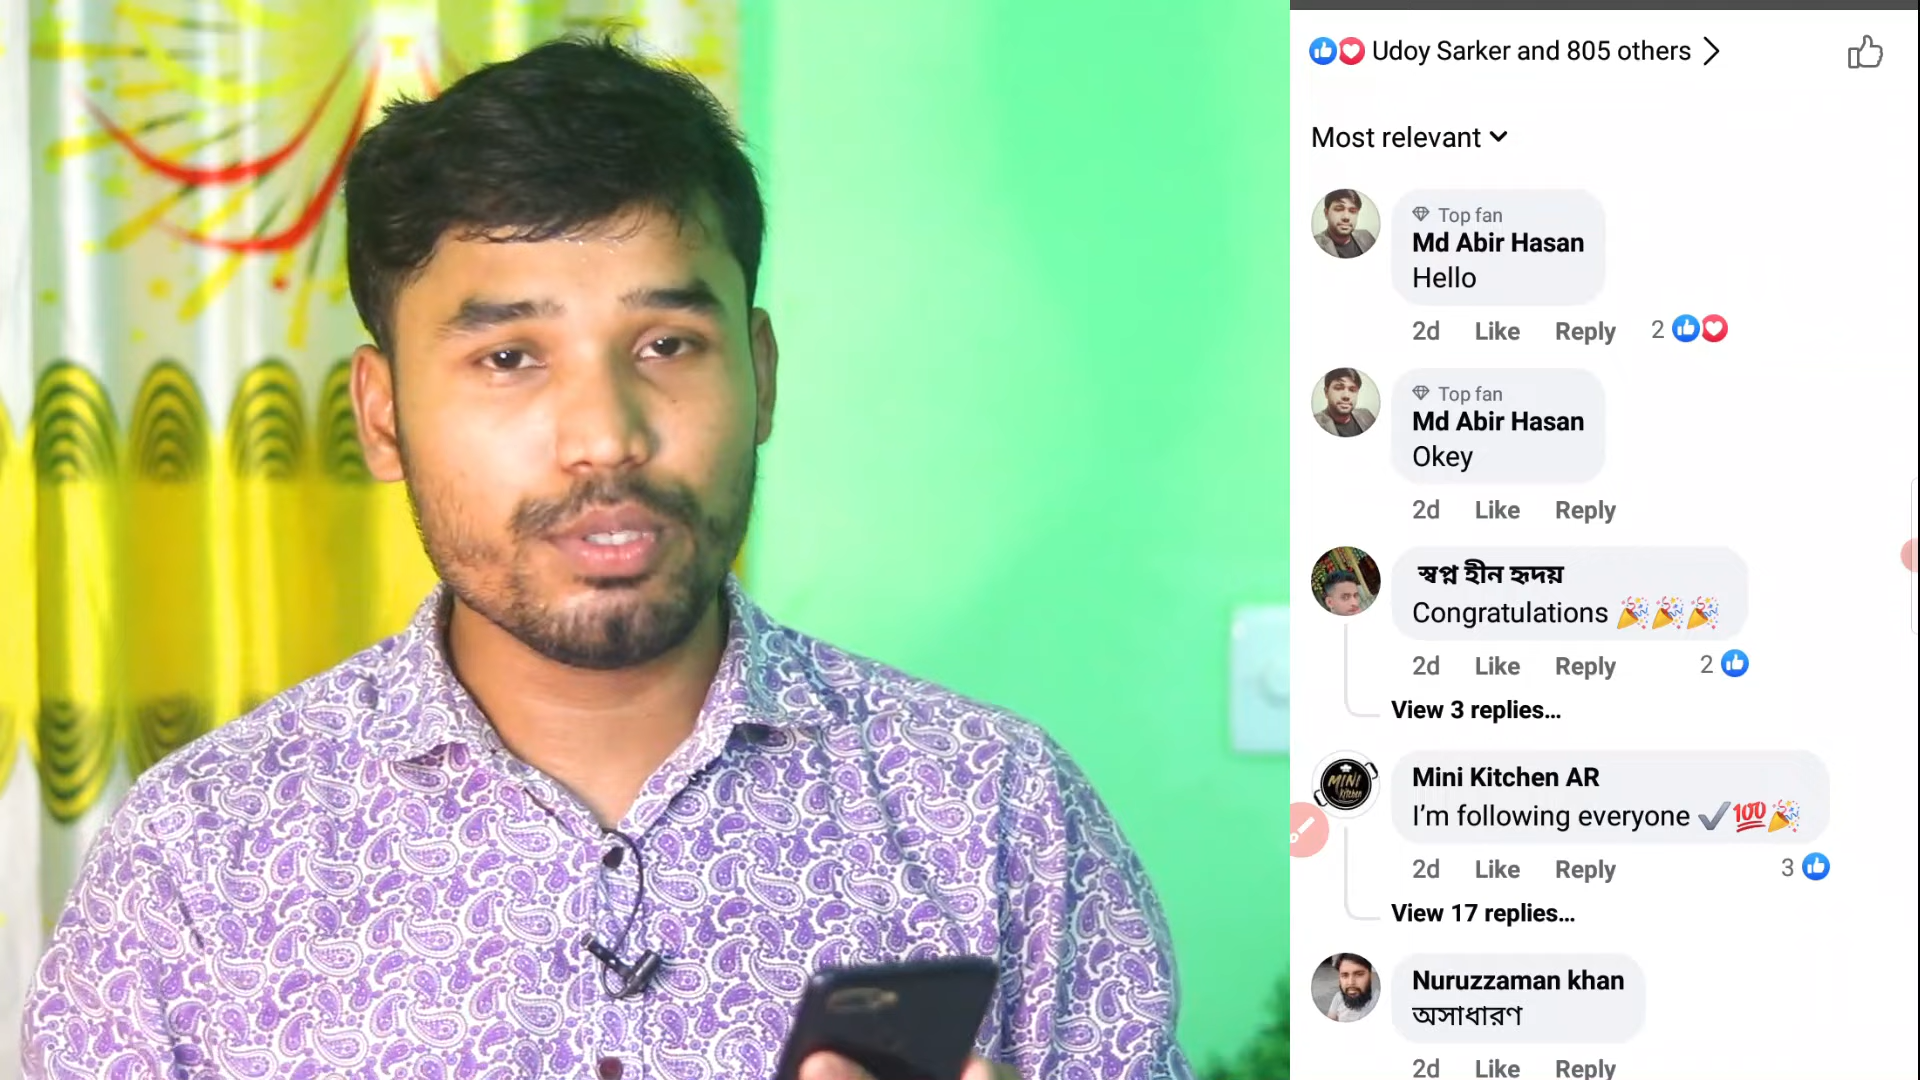 Udoy Sarker and 805 others
Most relevant
Top fan
Md Abir Hasan
Hello
2d Like Reply 2
Top fan
Md Abir Hasan
Okey
2d Like Reply
স্বপ্ন হীন হৃদয়
Congratulations 🎉🎉🎉
2d Like Reply 2
View 3 replies...
MINI
Kitchen
Mini Kitchen AR
I’m following everyone ✔️💯🎉
2d Like Reply 3
View 17 replies...
Nuruzzaman khan
অসাধারণ
2d Like Reply